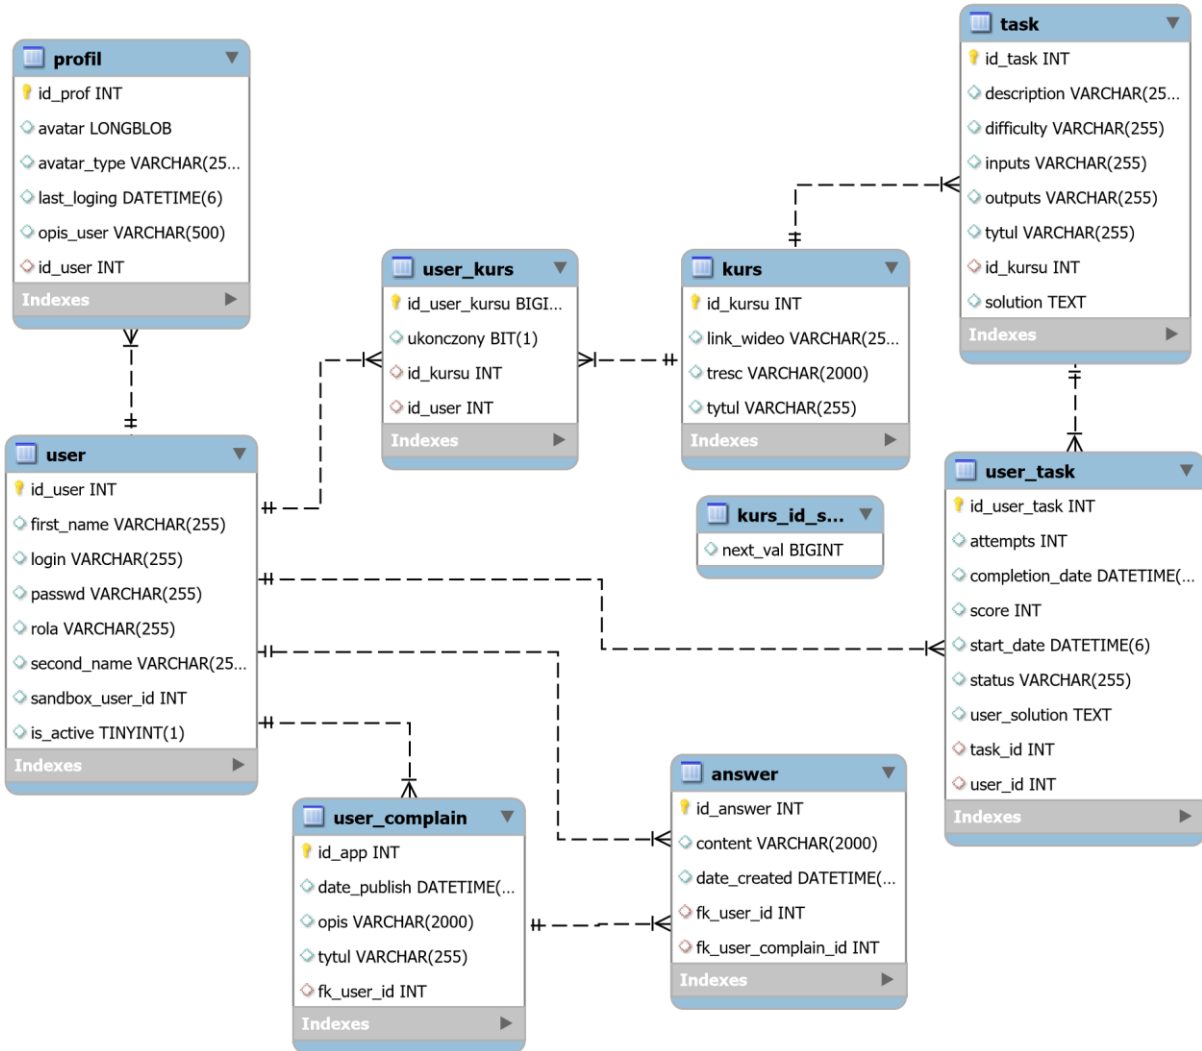 profil
id_prof INT
avatar LONGBLOB
avatar_type VARCHAR(25...
last_loging DATETIME(6)
opis_user VARCHAR(500)
id_user INT
Indexes
task
id_task INT
description VARCHAR(25...
difficulty VARCHAR(255)
inputs VARCHAR(255)
outputs VARCHAR(255)
tytul VARCHAR(255)
id_kursu INT
solution TEXT
Indexes
user_kurs
id_user_kursu BIGI...
ukonczony BIT(1)
id_kursu INT
id_user INT
Indexes
kurs
id_kursu INT
link_wideo VARCHAR(25...
tresc VARCHAR(2000)
tytul VARCHAR(255)
Indexes
user
id_user INT
first_name VARCHAR(255)
login VARCHAR(255)
passwd VARCHAR(255)
rola VARCHAR(255)
second_name VARCHAR(25...
sandbox_user_id INT
is_active TINYINT(1)
Indexes
kurs_id_s...
next_val BIGINT
user_task
id_user_task INT
attempts INT
completion_date DATETIME(...
score INT
start_date DATETIME(6)
status VARCHAR(255)
user_solution TEXT
task_id INT
user_id INT
Indexes
user_complain
id_app INT
date_publish DATETIME(...
opis VARCHAR(2000)
tytul VARCHAR(255)
fk_user_id INT
Indexes
answer
id_answer INT
content VARCHAR(2000)
date_created DATETIME(...
fk_user_id INT
fk_user_complain_id INT
Indexes